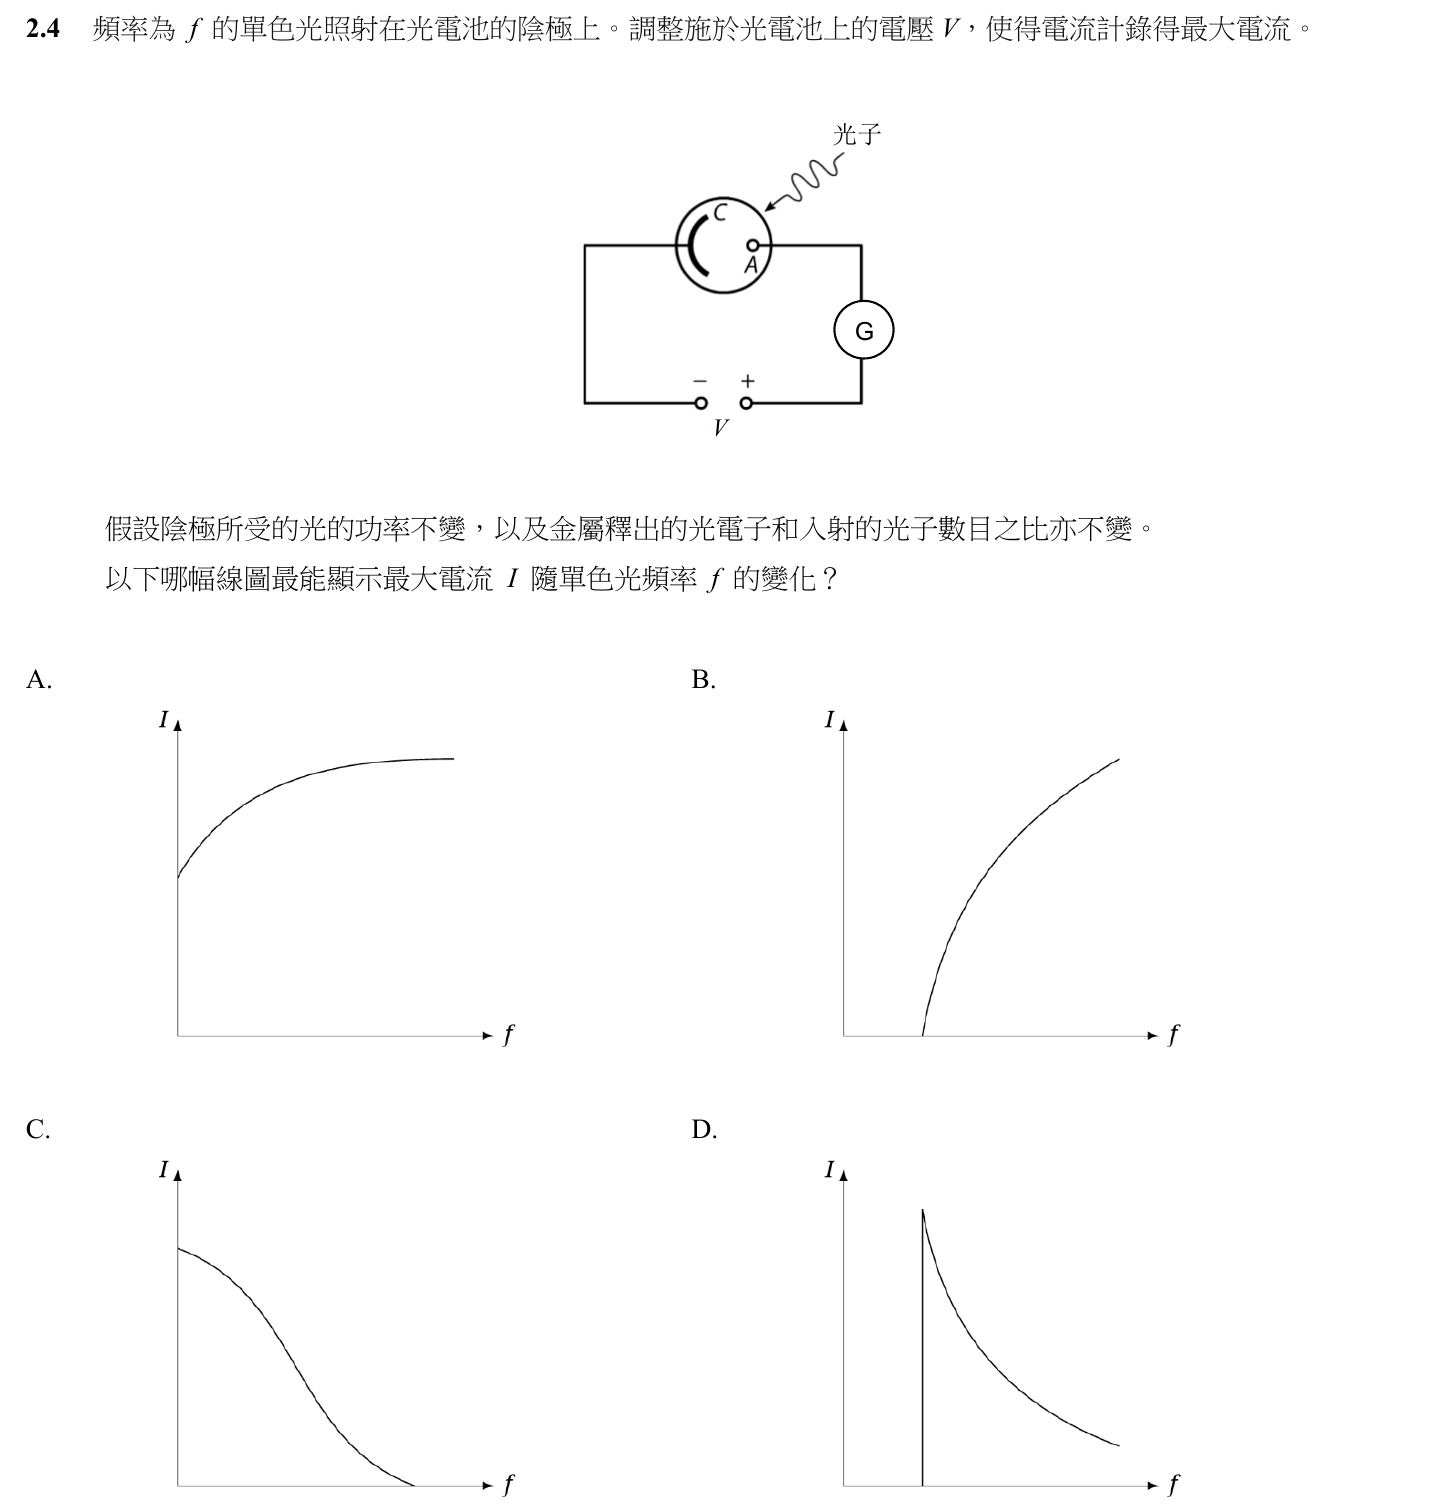 2.4 頻率為 f 的單色光照射在光電池的陰極上。調整施於光電池上的電壓 V，使得電流計錄得最大電流。
光子
C
A
G
− +
V
假設陰極所受的光的功率不變，以及金屬釋出的光電子和入射的光子數目之比亦不變。
以下哪幅線圖最能顯示最大電流 I 隨單色光頻率 f 的變化？
A. B.
I I
f f
C. D.
I I
f f